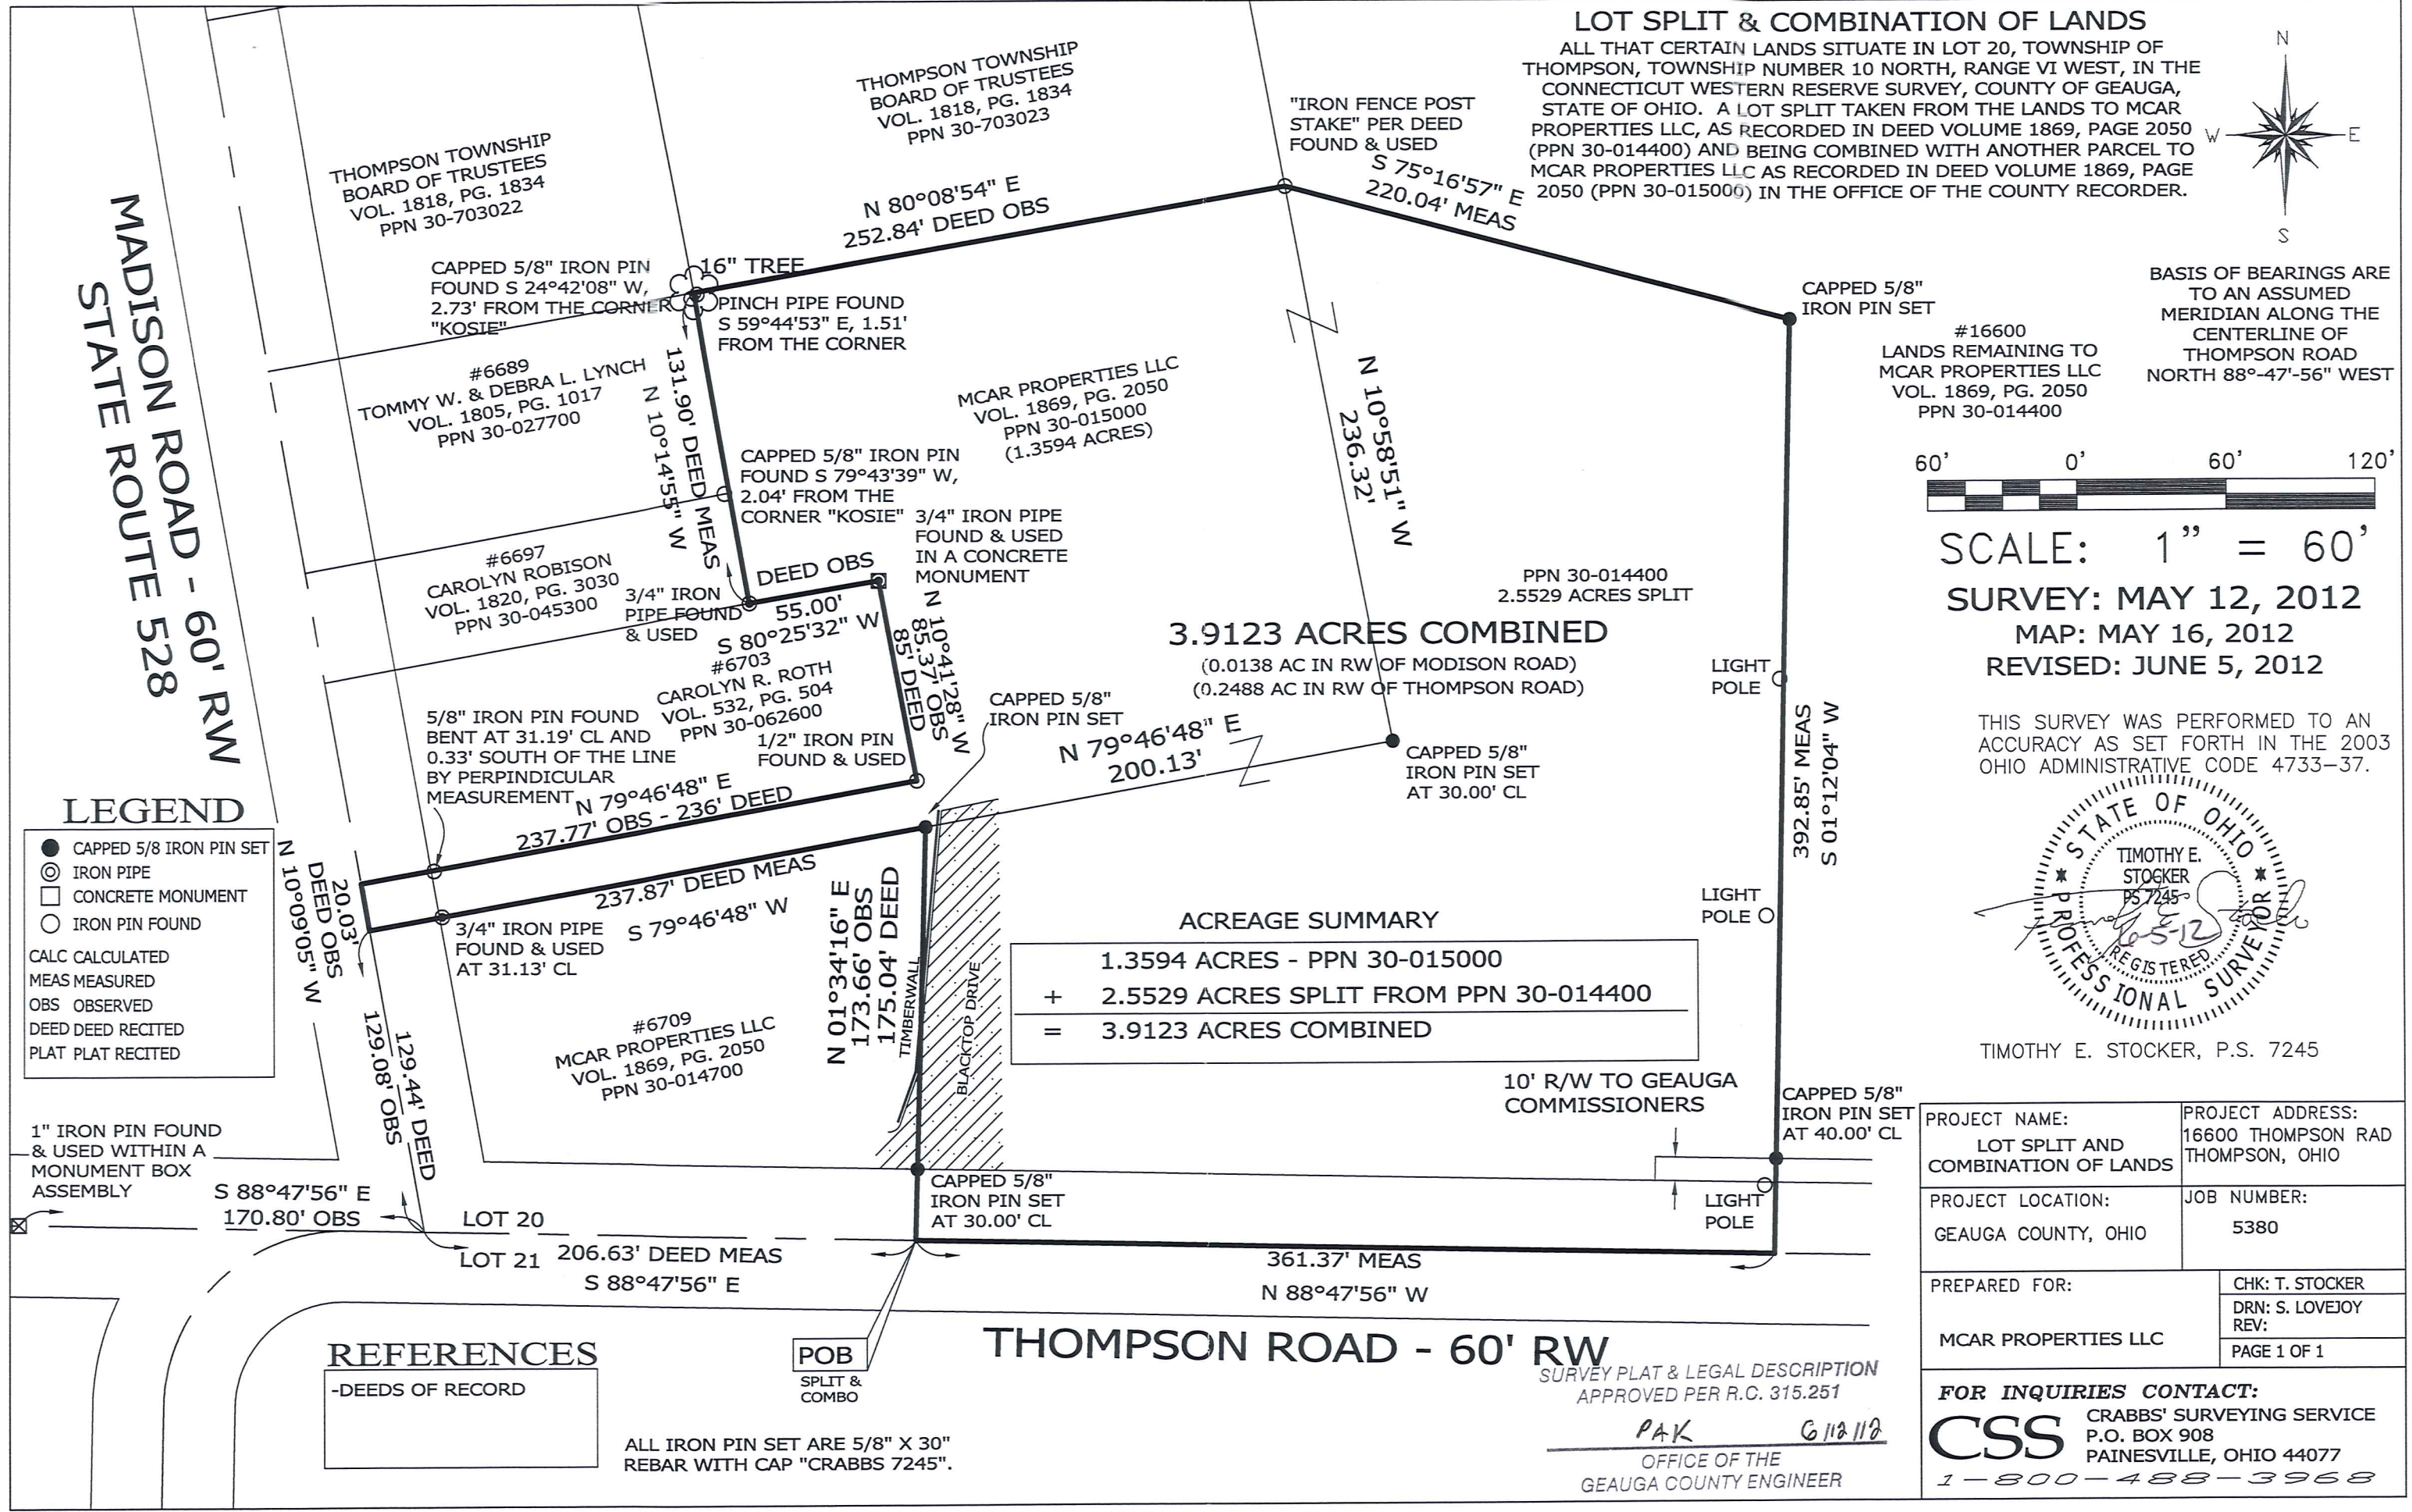 LOT SPLIT & COMBINATION OF LANDS
ALL THAT CERTAIN LANDS SITUATE IN LOT 20, TOWNSHIP OF
THOMPSON, TOWNSHIP NUMBER 10 NORTH, RANGE VI WEST, IN THE
CONNECTICUT WESTERN RESERVE SURVEY, COUNTY OF GEAUGA,
STATE OF OHIO. A LOT SPLIT TAKEN FROM THE LANDS TO MCAR
PROPERTIES LLC, AS RECORDED IN DEED VOLUME 1869, PAGE 2050
(PPN 30-014400) AND BEING COMBINED WITH ANOTHER PARCEL TO
MCAR PROPERTIES LLC AS RECORDED IN DEED VOLUME 1869, PAGE
2050 (PPN 30-015000) IN THE OFFICE OF THE COUNTY RECORDER.
N
W
E
S
THOMPSON TOWNSHIP
BOARD OF TRUSTEES
VOL. 1818, PG. 1834
PPN 30-703023
THOMPSON TOWNSHIP
BOARD OF TRUSTEES
VOL. 1818, PG. 1834
PPN 30-703022
"IRON FENCE POST
STAKE" PER DEED
FOUND & USED
S 75°16'57" E
220.04' MEAS
N 80°08'54" E
252.84' DEED OBS
MADISON ROAD - 60' RW
STATE ROUTE 528
CAPPED 5/8" IRON PIN
FOUND S 24°42'08" W,
2.73' FROM THE CORNER
"KOSIE"
16" TREE
PINCH PIPE FOUND
S 59°44'53" E, 1.51'
FROM THE CORNER
CAPPED 5/8"
IRON PIN SET
#16600
LANDS REMAINING TO
MCAR PROPERTIES LLC
VOL. 1869, PG. 2050
PPN 30-014400
BASIS OF BEARINGS ARE
TO AN ASSUMED
MERIDIAN ALONG THE
CENTERLINE OF
THOMPSON ROAD
NORTH 88°-47'-56" WEST
#6689
TOMMY W. & DEBRA L. LYNCH
VOL. 1805, PG. 1017
PPN 30-027700
131.90' DEED MEAS
N 10°14'55" W
MCAR PROPERTIES LLC
VOL. 1869, PG. 2050
PPN 30-015000
(1.3594 ACRES)
N 10°58'51" W
236.32'
60' 0' 60' 120'
SCALE: 1" = 60'
SURVEY: MAY 12, 2012
MAP: MAY 16, 2012
REVISED: JUNE 5, 2012
CAPPED 5/8" IRON PIN
FOUND S 79°43'39" W,
2.04' FROM THE
CORNER "KOSIE"
3/4" IRON PIPE
FOUND & USED
IN A CONCRETE
MONUMENT
#6697
CAROLYN ROBISON
VOL. 1820, PG. 3030
PPN 30-045300
3/4" IRON
PIPE FOUND
& USED
DEED OBS
55.00'
S 80°25'32" W
N 10°41'28" W
85.37' OBS
85' DEED
PPN 30-014400
2.5529 ACRES SPLIT
3.9123 ACRES COMBINED
(0.0138 AC IN RW OF MODISON ROAD)
(0.2488 AC IN RW OF THOMPSON ROAD)
LIGHT
POLE
#6703
CAROLYN R. ROTH
VOL. 532, PG. 504
PPN 30-062600
5/8" IRON PIN FOUND
BENT AT 31.19' CL AND
0.33' SOUTH OF THE LINE
BY PERPINDICULAR
MEASUREMENT
1/2" IRON PIN
FOUND & USED
CAPPED 5/8"
IRON PIN SET
N 79°46'48" E
200.13'
CAPPED 5/8"
IRON PIN SET
AT 30.00' CL
392.85' MEAS
S 01°12'04" W
THIS SURVEY WAS PERFORMED TO AN
ACCURACY AS SET FORTH IN THE 2003
OHIO ADMINISTRATIVE CODE 4733-37.
STATE OF OHIO
TIMOTHY E.
STOCKER
PS 7245
6-5-12
REGISTERED
PROFESSIONAL SURVEYOR
TIMOTHY E. STOCKER, P.S. 7245
N 79°46'48" E
237.77' OBS - 236' DEED
237.87' DEED MEAS
S 79°46'48" W
LEGEND
CAPPED 5/8 IRON PIN SET
IRON PIPE
CONCRETE MONUMENT
IRON PIN FOUND
CALC CALCULATED
MEAS MEASURED
OBS OBSERVED
DEED DEED RECITED
PLAT PLAT RECITED
20.03'
DEED OBS
N 10°09'05" W
3/4" IRON PIPE
FOUND & USED
AT 31.13' CL
N 01°34'16" E
173.66' OBS
175.04' DEED
TIMBERWALL
BLACKTOP DRIVE
LIGHT
POLE
ACREAGE SUMMARY
1.3594 ACRES - PPN 30-015000
+ 2.5529 ACRES SPLIT FROM PPN 30-014400
= 3.9123 ACRES COMBINED
#6709
MCAR PROPERTIES LLC
VOL. 1869, PG. 2050
PPN 30-014700
129.44' DEED
129.08' OBS
10' R/W TO GEAUGA
COMMISSIONERS
CAPPED 5/8"
IRON PIN SET
AT 40.00' CL
1" IRON PIN FOUND
& USED WITHIN A
MONUMENT BOX
ASSEMBLY
S 88°47'56" E
170.80' OBS
LOT 20
LOT 21
206.63' DEED MEAS
S 88°47'56" E
CAPPED 5/8"
IRON PIN SET
AT 30.00' CL
LIGHT
POLE
361.37' MEAS
N 88°47'56" W
THOMPSON ROAD - 60' RW
POB
SPLIT &
COMBO
REFERENCES
-DEEDS OF RECORD
ALL IRON PIN SET ARE 5/8" X 30"
REBAR WITH CAP "CRABBS 7245".
SURVEY PLAT & LEGAL DESCRIPTION
APPROVED PER R.C. 315.251
PAK 6/12/12
OFFICE OF THE
GEAUGA COUNTY ENGINEER
PROJECT NAME:
LOT SPLIT AND
COMBINATION OF LANDS
PROJECT ADDRESS:
16600 THOMPSON RAD
THOMPSON, OHIO
PROJECT LOCATION:
GEAUGA COUNTY, OHIO
JOB NUMBER:
5380
PREPARED FOR:
MCAR PROPERTIES LLC
CHK: T. STOCKER
DRN: S. LOVEJOY
REV:
PAGE 1 OF 1
FOR INQUIRIES CONTACT:
CSS
CRABBS' SURVEYING SERVICE
P.O. BOX 908
PAINESVILLE, OHIO 44077
1-800-488-3968